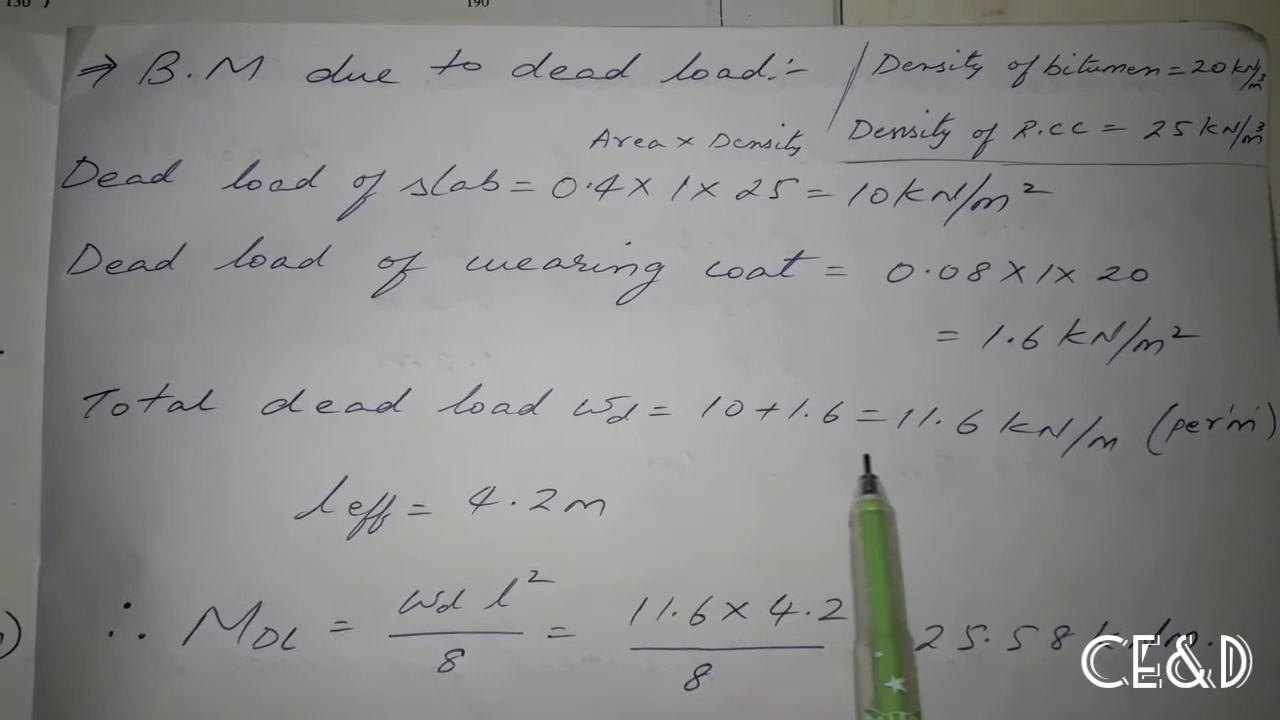 190
⇒ B.M due to dead load:-
Density of bitumen = 20 kN/m³
Density of R.CC = 25 kN/m³
Area × Density
Dead load of slab = 0.4 × 1 × 25 = 10 kN/m²
Dead load of wearing coat = 0.08 × 1 × 20
= 1.6 kN/m²
Total dead load wd = 10 + 1.6 = 11.6 kN/m (per 'm')
leff = 4.2 m
∴ MDL = wd l² / 8 = 11.6 × 4.2 / 8 25.58
CE&D